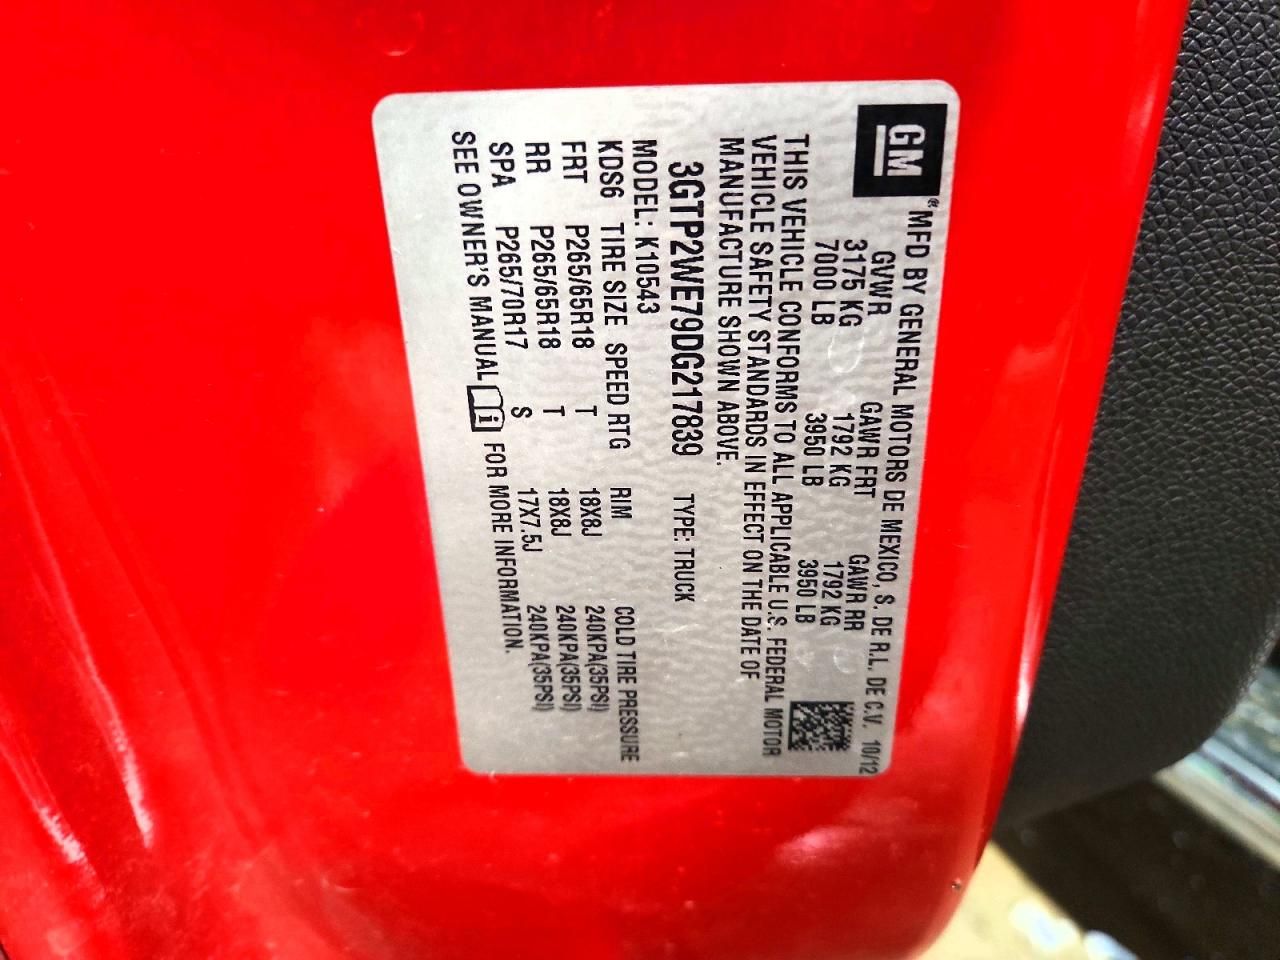 GM ® MFD BY GENERAL MOTORS DE MEXICO, S. DE R.L. DE C.V. 10/12
GVWR GAWR FRT GAWR RR
3175 KG 1792 KG 1792 KG
7000 LB 3950 LB 3950 LB
THIS VEHICLE CONFORMS TO ALL APPLICABLE U.S. FEDERAL MOTOR
VEHICLE SAFETY STANDARDS IN EFFECT ON THE DATE OF
MANUFACTURE SHOWN ABOVE.
3GTP2WE79DG217839 TYPE: TRUCK
MODEL: K10543
KDS6 TIRE SIZE SPEED RTG RIM COLD TIRE PRESSURE
FRT P265/65R18 T 18X8J 240KPA(35PSI)
RR P265/65R18 T 18X8J 240KPA(35PSI)
SPA P265/70R17 S 17X7.5J 240KPA(35PSI)
SEE OWNER'S MANUAL i FOR MORE INFORMATION.